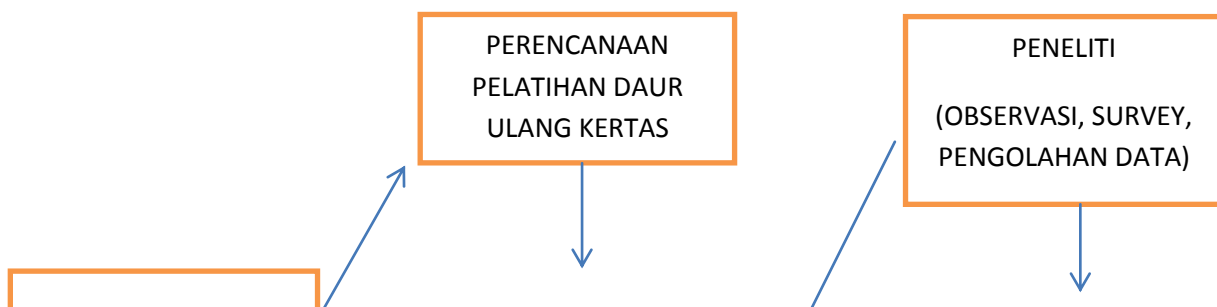 PERENCANAAN
PELATIHAN DAUR
ULANG KERTAS
PENELITI
(OBSERVASI, SURVEY,
PENGOLAHAN DATA)